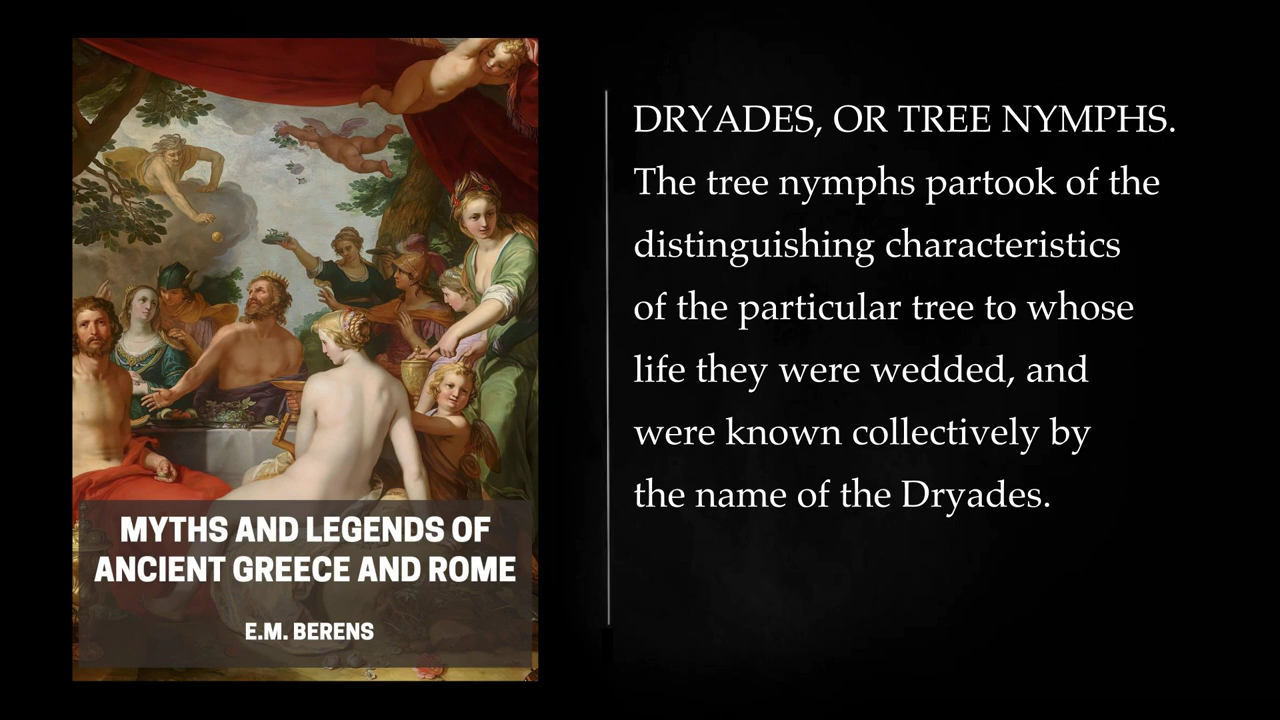 MYTHS AND LEGENDS OF
ANCIENT GREECE AND ROME
E.M. BERENS
DRYADES, OR TREE NYMPHS.
The tree nymphs partook of the
distinguishing characteristics
of the particular tree to whose
life they were wedded, and
were known collectively by
the name of the Dryades.